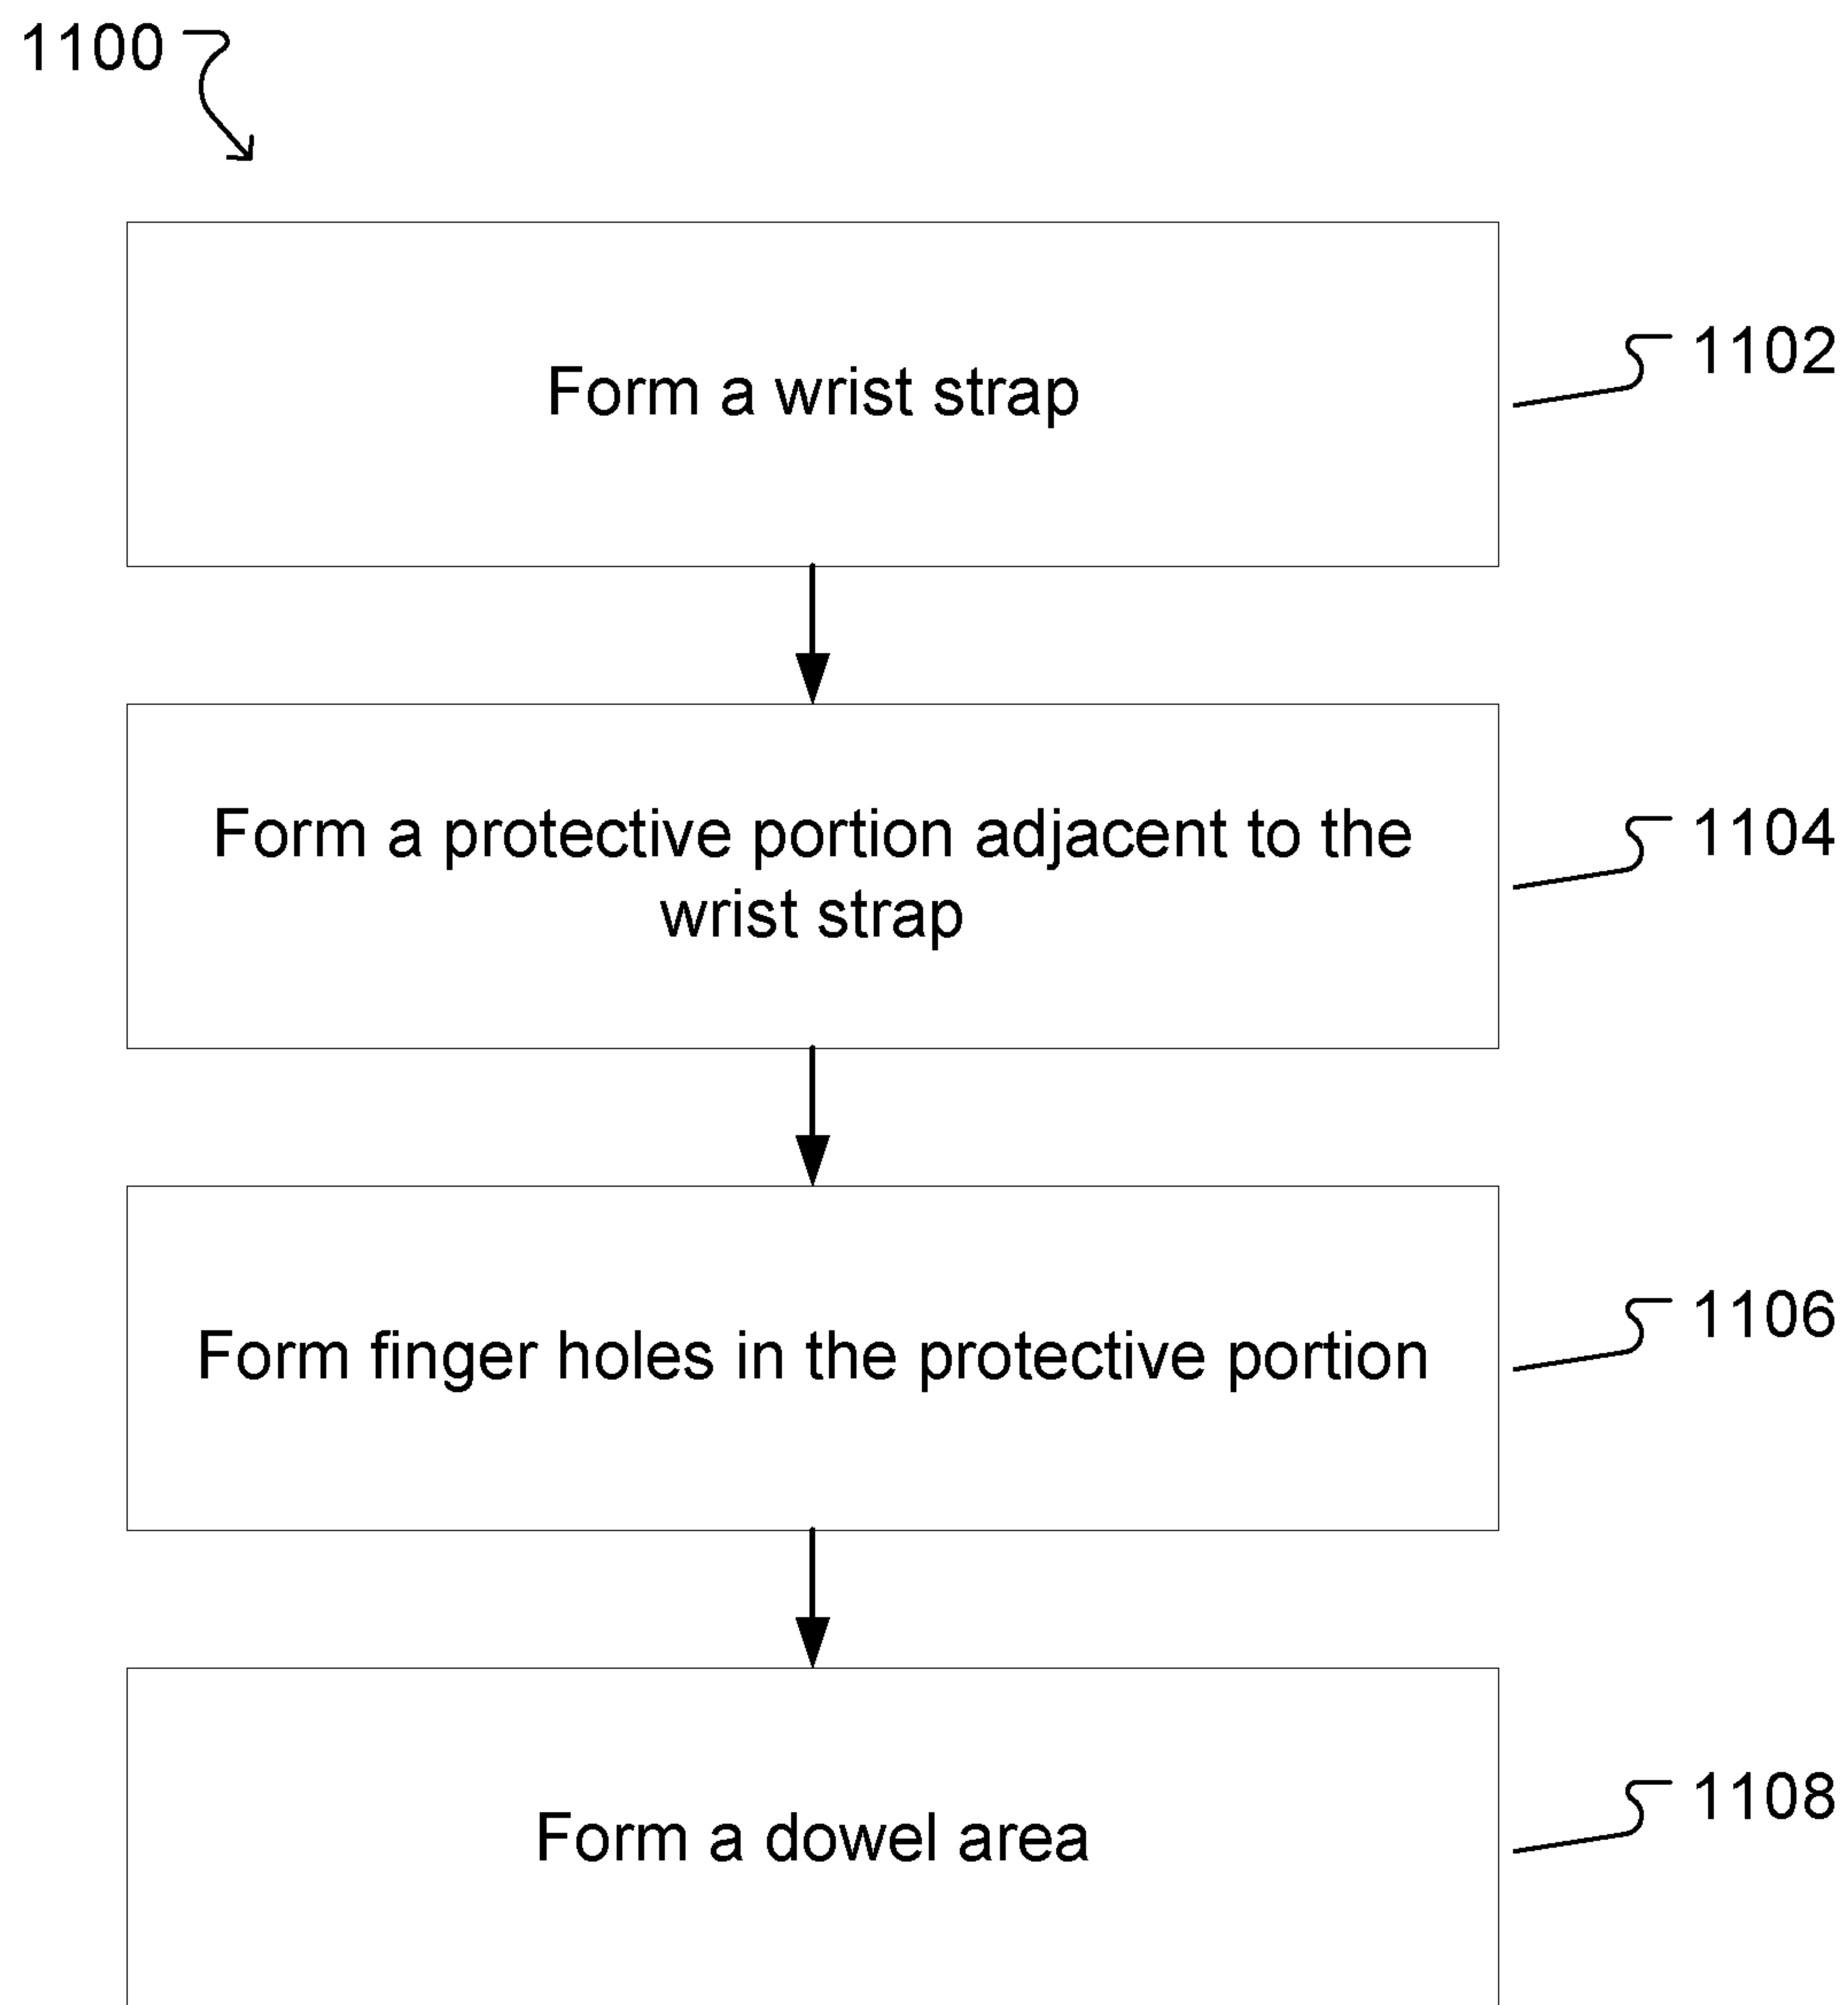 1100
Form a wrist strap
1102
Form a protective portion adjacent to the
wrist strap
1104
Form finger holes in the protective portion
1106
Form a dowel area
1108